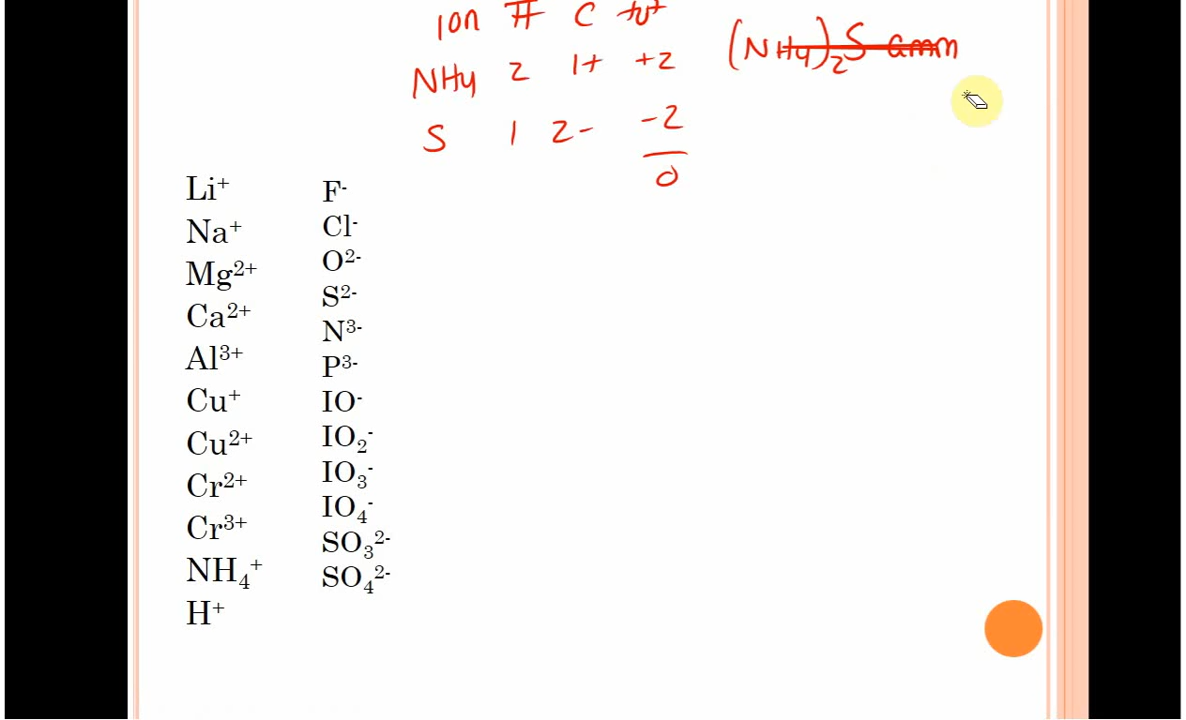 ion # C tot
NH4 2 1+ +2 (NH4)2S amm
S 1 2- -2
0
Li⁺ F⁻
Na⁺ Cl⁻
Mg²⁺ O²⁻
Ca²⁺ S²⁻
Al³⁺ N³⁻
Cu⁺ P³⁻
Cu²⁺ IO⁻
Cr²⁺ IO₂⁻
Cr³⁺ IO₃⁻
NH₄⁺ IO₄⁻
H⁺ SO₃²⁻
SO₄²⁻